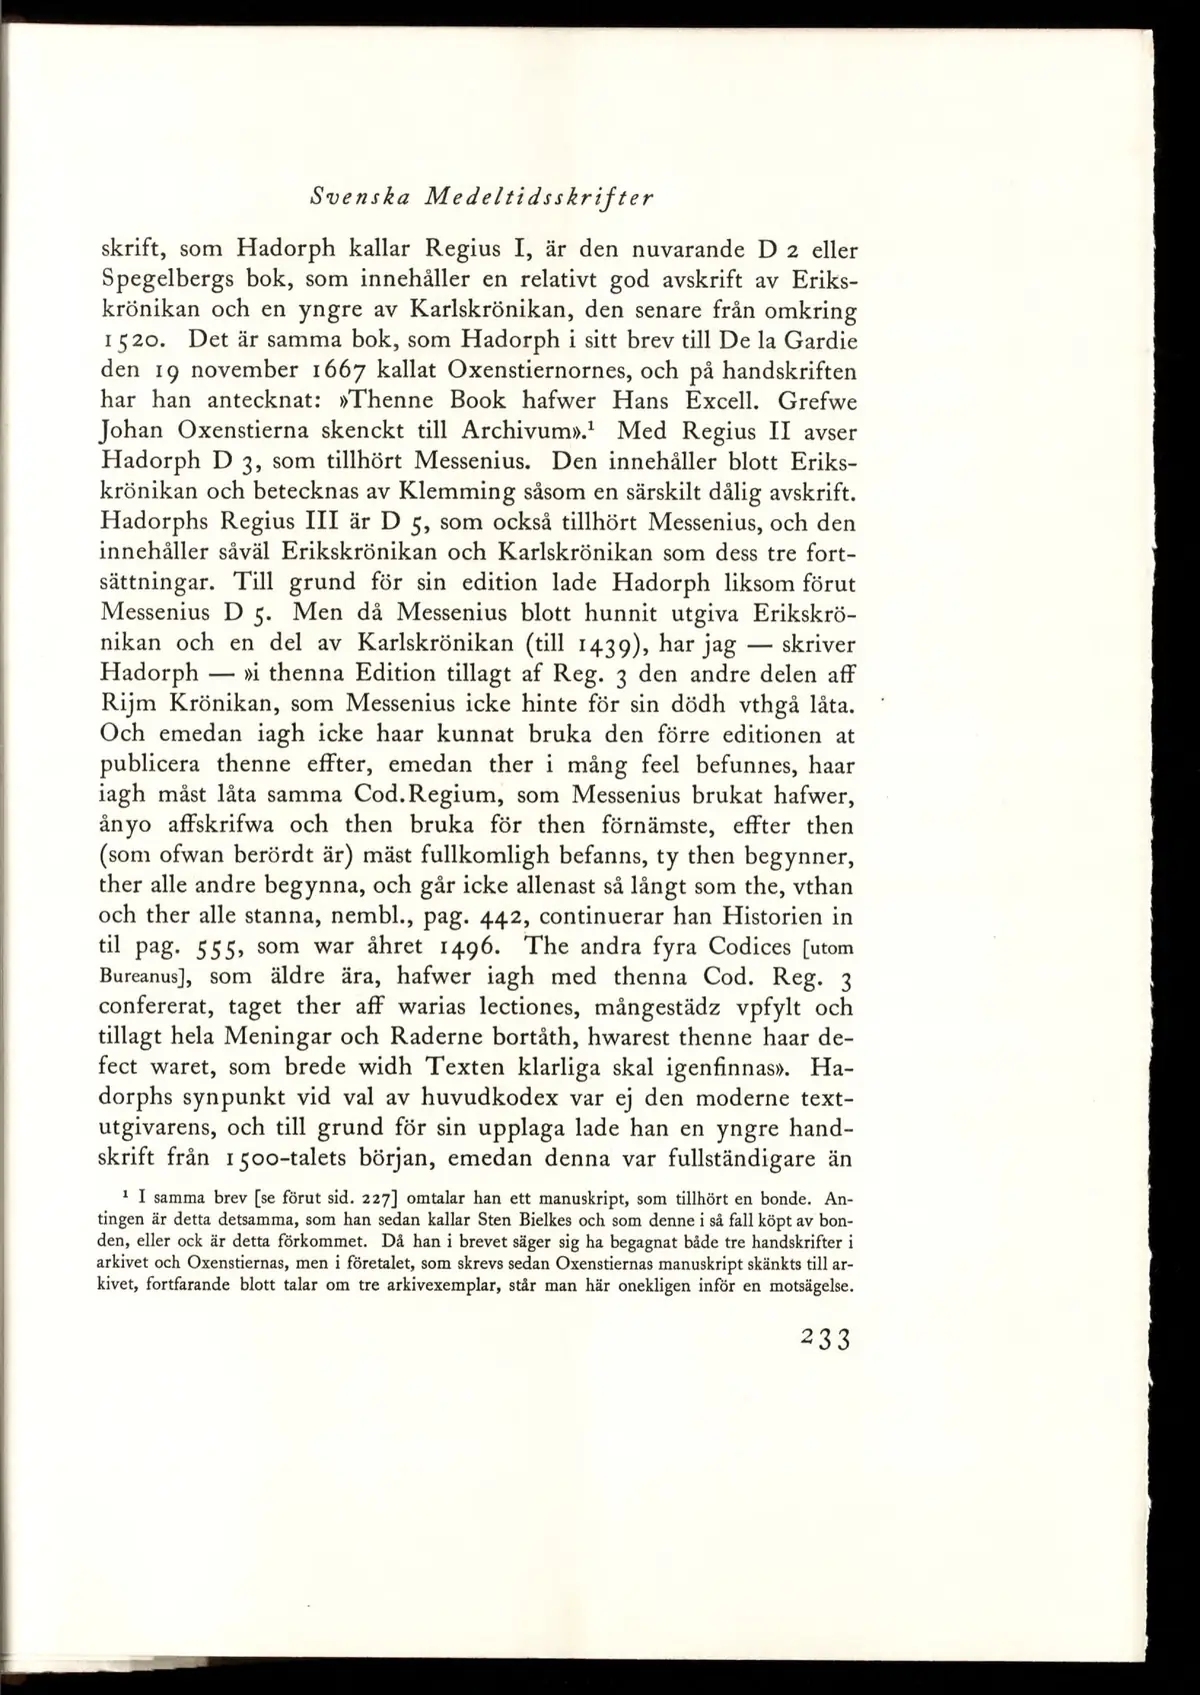 Svenska Medeltidsskrifter
skrift, som Hadorph kallar Regius I, är den nuvarande D 2 eller
Spegelbergs bok, som innehåller en relativt god avskrift av Eriks-
krönikan och en yngre av Karlskrönikan, den senare från omkring
1520. Det är samma bok, som Hadorph i sitt brev till De la Gardie
den 19 november 1667 kallat Oxenstiernornes, och på handskriften
har han antecknat: »Thenne Book hafwer Hans Excell. Grefwe
Johan Oxenstierna skenckt till Archivum».¹ Med Regius II avser
Hadorph D 3, som tillhört Messenius. Den innehåller blott Eriks-
krönikan och betecknas av Klemming såsom en särskilt dålig avskrift.
Hadorphs Regius III är D 5, som också tillhört Messenius, och den
innehåller såväl Erikskrönikan och Karlskrönikan som dess tre fort-
sättningar. Till grund för sin edition lade Hadorph liksom förut
Messenius D 5. Men då Messenius blott hunnit utgiva Erikskrö-
nikan och en del av Karlskrönikan (till 1439), har jag — skriver
Hadorph — »i thenna Edition tillagt af Reg. 3 den andre delen aff
Rijm Krönikan, som Messenius icke hinte för sin dödh vthgå låta.
Och emedan iagh icke haar kunnat bruka den förre editionen at
publicera thenne effter, emedan ther i mång feel befunnes, haar
iagh måst låta samma Cod.Regium, som Messenius brukat hafwer,
ånyo affskrifwa och then bruka för then förnämste, effter then
(som ofwan berördt är) mäst fullkomligh befanns, ty then begynner,
ther alle andre begynna, och går icke allenast så långt som the, vthan
och ther alle stanna, nembl., pag. 442, continuerar han Historien in
til pag. 555, som war åhret 1496. The andra fyra Codices [utom
Bureanus], som äldre ära, hafwer iagh med thenna Cod. Reg. 3
confererat, taget ther aff warias lectiones, mångestädz vpfylt och
tillagt hela Meningar och Raderne bortåth, hwarest thenne haar de-
fect waret, som brede widh Texten klarliga skal igenfinnas». Ha-
dorphs synpunkt vid val av huvudkodex var ej den moderne text-
utgivarens, och till grund för sin upplaga lade han en yngre hand-
skrift från 1500-talets början, emedan denna var fullständigare än
¹ I samma brev [se förut sid. 227] omtalar han ett manuskript, som tillhört en bonde. An-
tingen är detta detsamma, som han sedan kallar Sten Bielkes och som denne i så fall köpt av bon-
den, eller ock är detta förkommet. Då han i brevet säger sig ha begagnat både tre handskrifter i
arkivet och Oxenstiernas, men i företalet, som skrevs sedan Oxenstiernas manuskript skänkts till ar-
kivet, fortfarande blott talar om tre arkivexemplar, står man här onekligen inför en motsägelse.
233